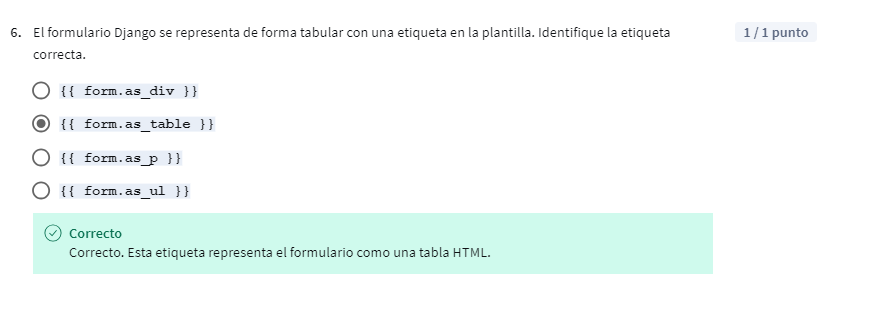 6. El formulario Django se representa de forma tabular con una etiqueta en la plantilla. Identifique la etiqueta
correcta.
1 / 1 punto
{{ form.as_div }}
{{ form.as_table }}
{{ form.as_p }}
{{ form.as_ul }}
Correcto
Correcto. Esta etiqueta representa el formulario como una tabla HTML.